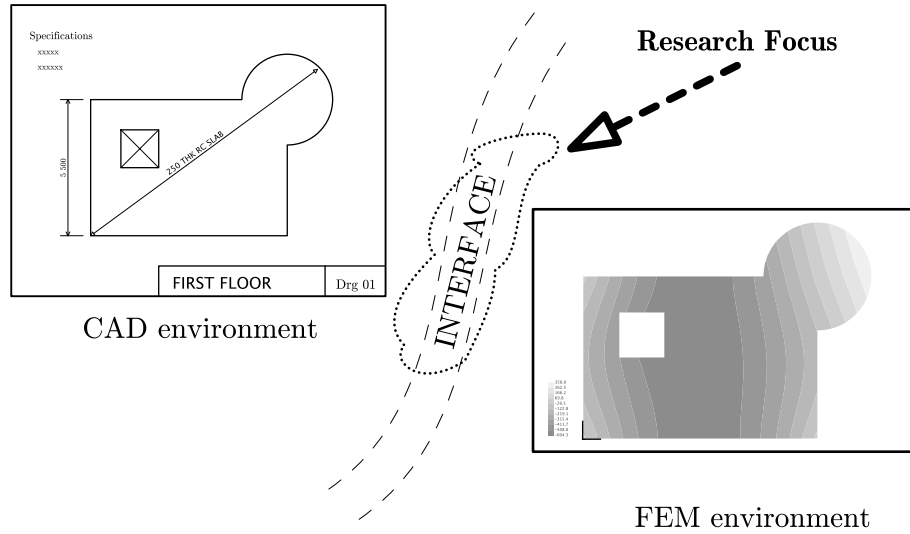 Specifications
xxxxx
xxxxxx
5 500
250 THK RC SLAB
FIRST FLOOR
Drg 01
CAD environment
Research Focus
INTERFACE
FEM environment